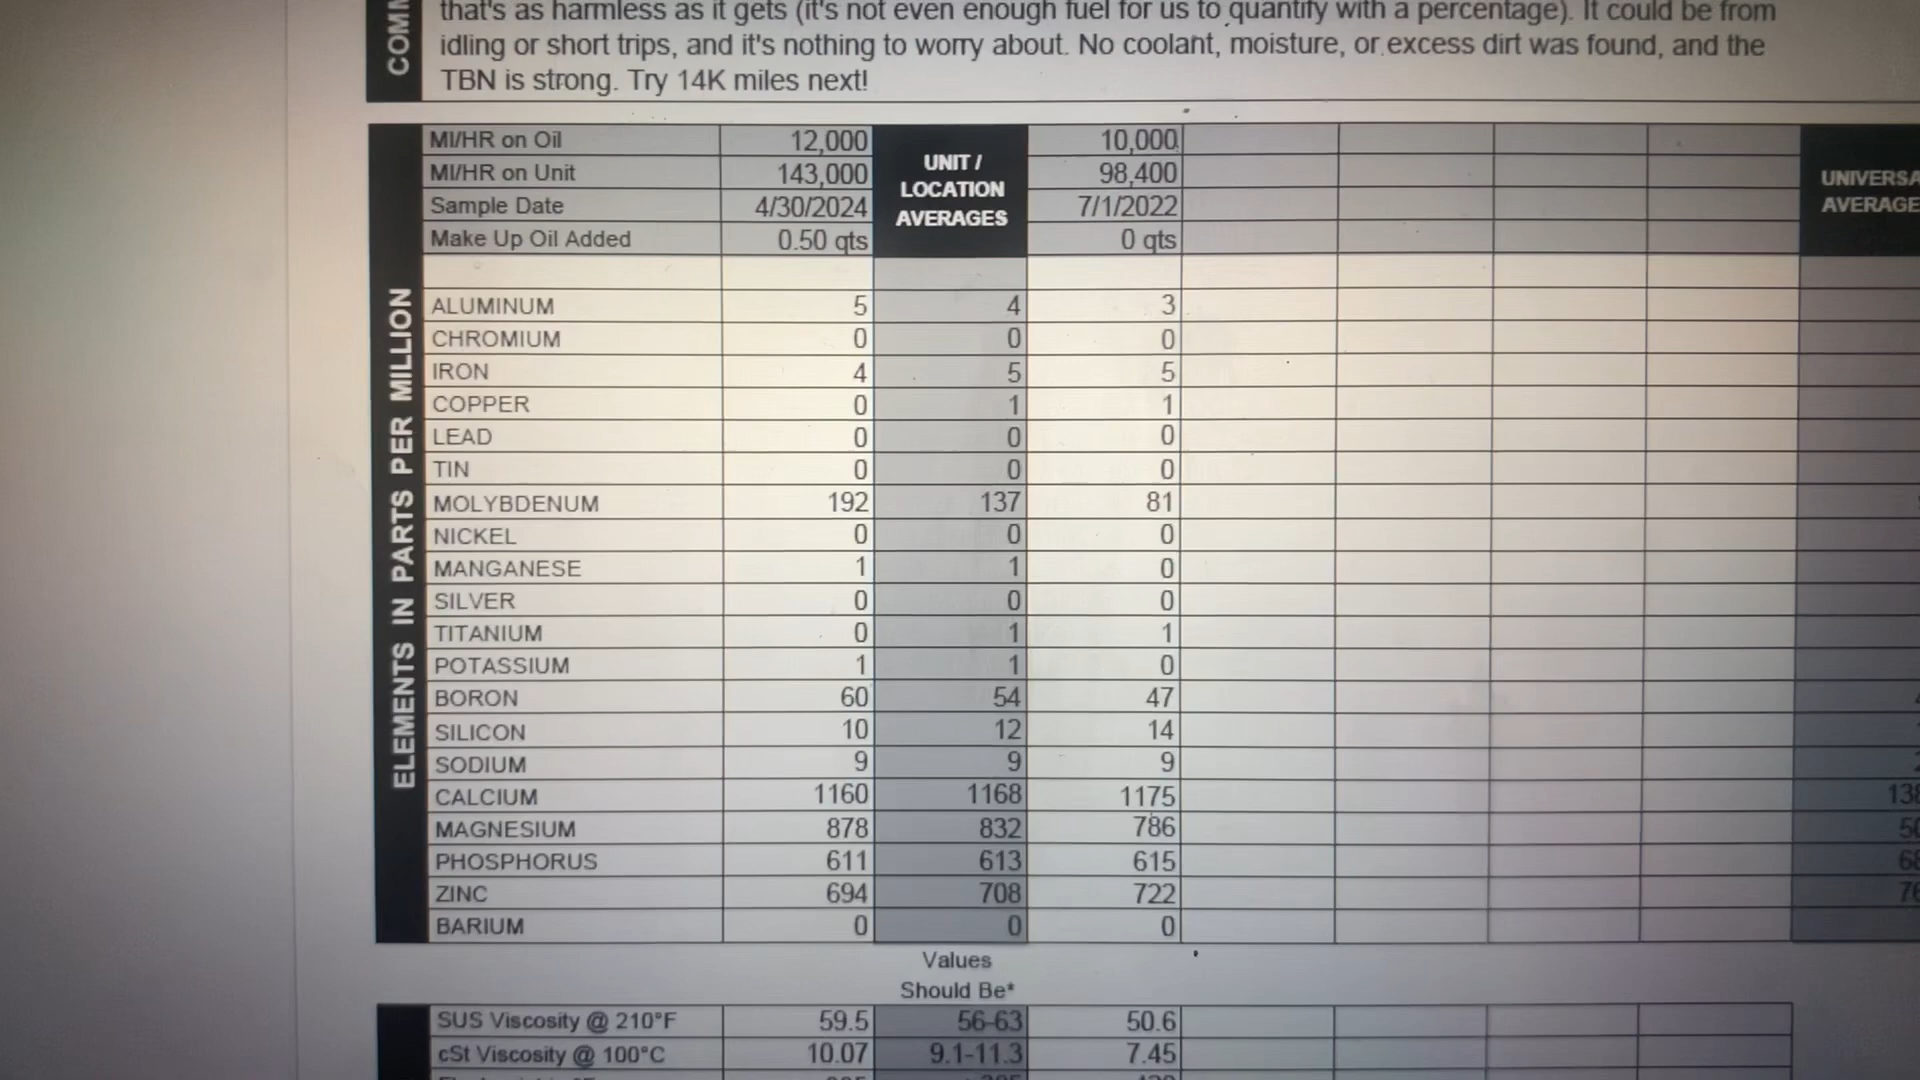 COMM
that's as harmless as it gets (it's not even enough fuel for us to quantify with a percentage). It could be from
idling or short trips, and it's nothing to worry about. No coolant, moisture, or excess dirt was found, and the
TBN is strong. Try 14K miles next!
MI/HR on Oil 12,000 UNIT / LOCATION AVERAGES 10,000 UNIVERSA AVERAGE
MI/HR on Unit 143,000 98,400
Sample Date 4/30/2024 7/1/2022
Make Up Oil Added 0.50 qts 0 qts
ELEMENTS IN PARTS PER MILLION
ALUMINUM 5 4 3
CHROMIUM 0 0 0
IRON 4 5 5
COPPER 0 1 1
LEAD 0 0 0
TIN 0 0 0
MOLYBDENUM 192 137 81
NICKEL 0 0 0
MANGANESE 1 1 0
SILVER 0 0 0
TITANIUM 0 1 1
POTASSIUM 1 1 0
BORON 60 54 47
SILICON 10 12 14
SODIUM 9 9 9
CALCIUM 1160 1168 1175 138
MAGNESIUM 878 832 786
PHOSPHORUS 611 613 615
ZINC 694 708 722
BARIUM 0 0 0
Values
Should Be*
SUS Viscosity @ 210°F 59.5 56-63 50.6
cSt Viscosity @ 100°C 10.07 9.1-11.3 7.45